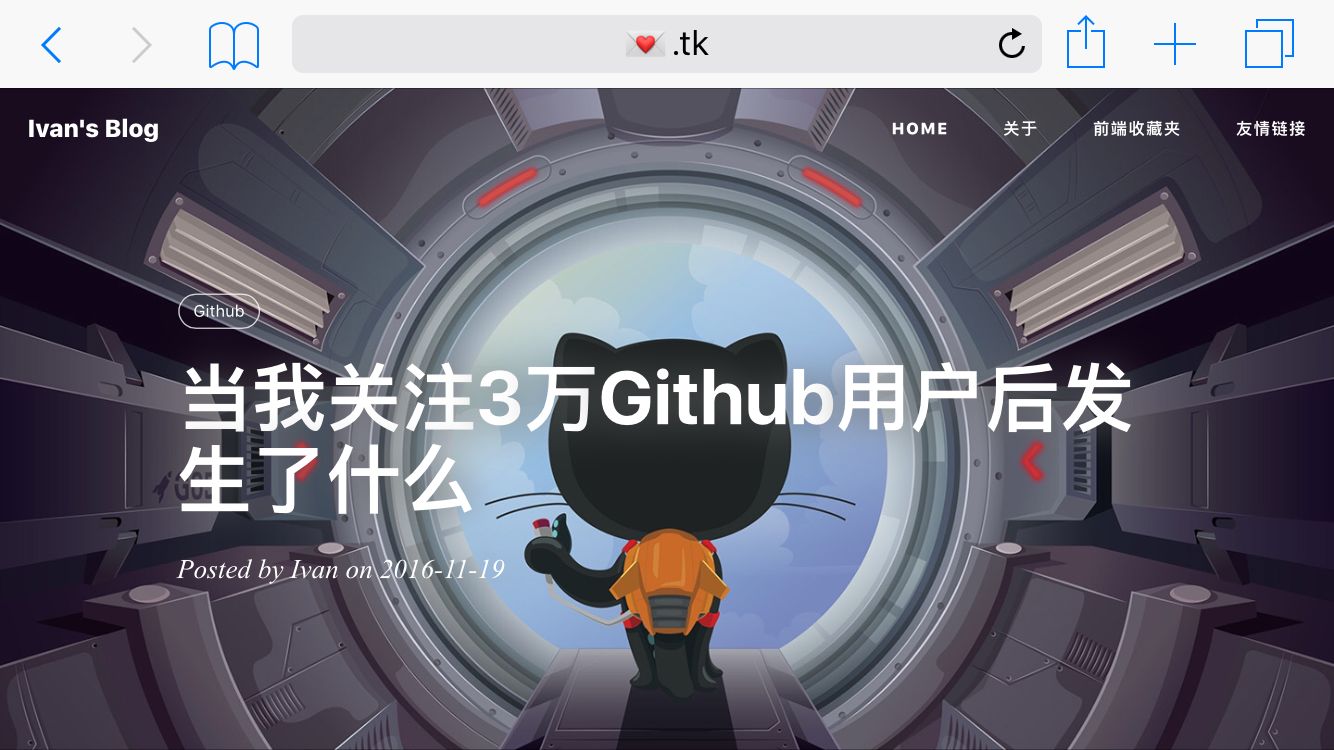 💌.tk
Ivan's Blog
HOME 关于 前端收藏夹 友情链接
Github
当我关注3万Github用户后发
生了什么
Posted by Ivan on 2016-11-19